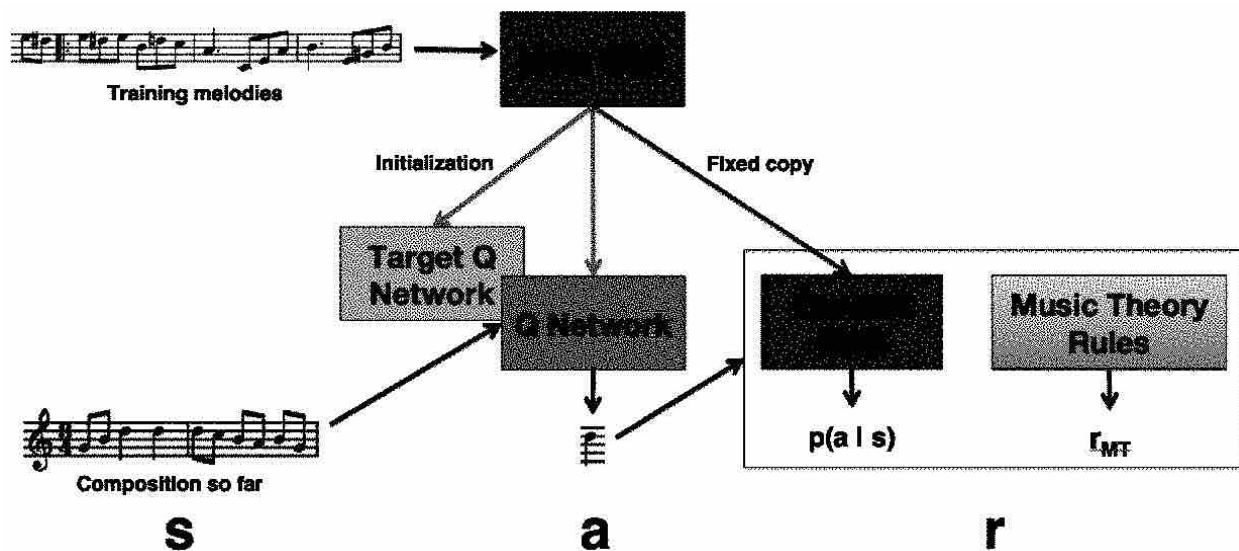 Training melodies
Initialization
Fixed copy
Target Q
Network
Q Network
Music Theory
Rules
p(a | s)
r_MT
Composition so far
s
a
r